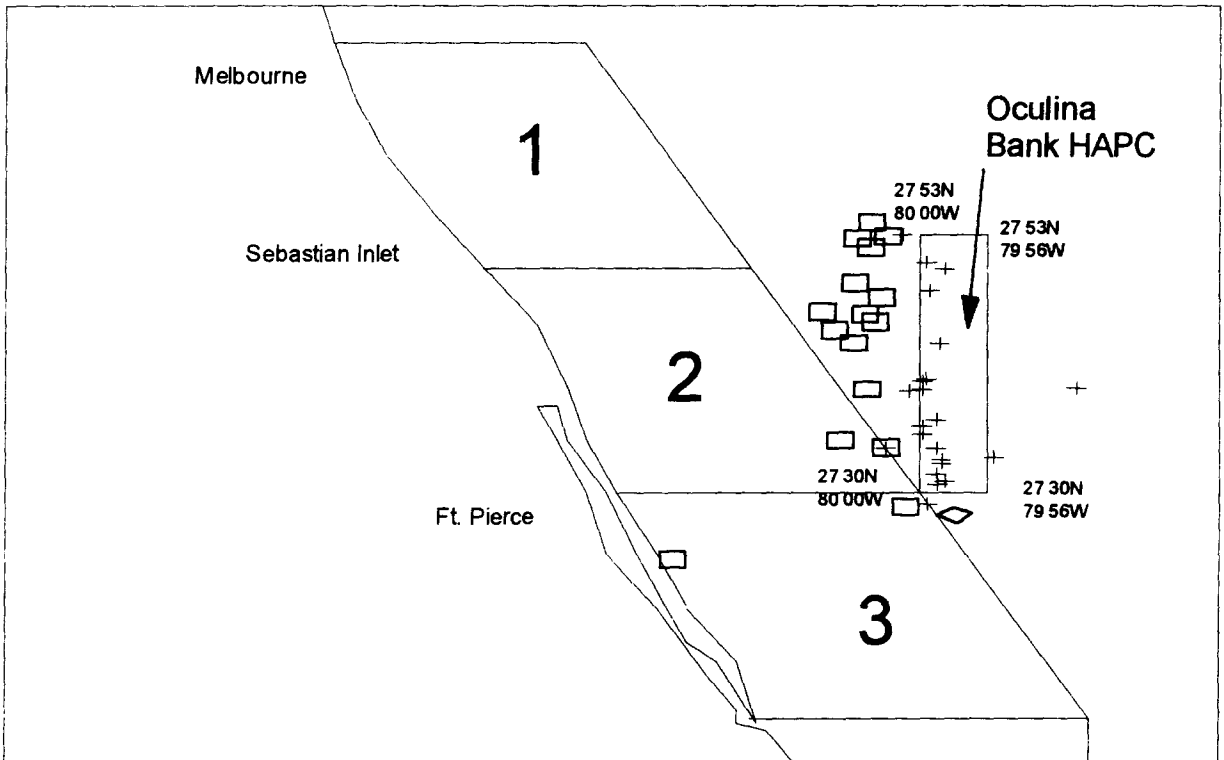 Melbourne
1
Oculina
Bank HAPC
27 53N
80 00W
27 53N
79 56W
Sebastian Inlet
2
27 30N
80 00W
27 30N
79 56W
Ft. Pierce
3